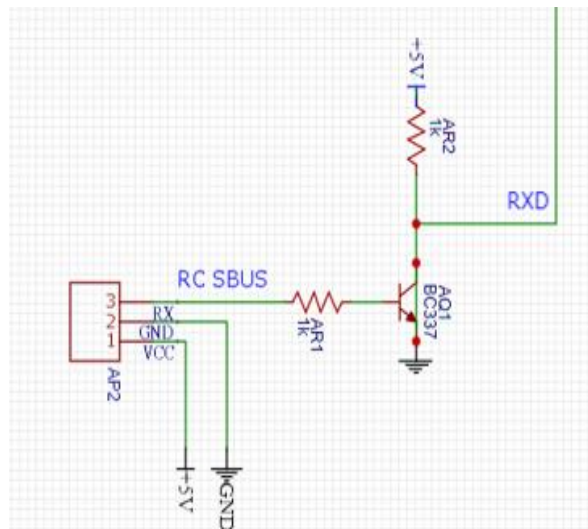 +5V
AR2
1k
RXD
RC SBUS
AQ1
BC337
3
RX
2
GND
1
VCC
AR1
1k
AP2
+5V
GND